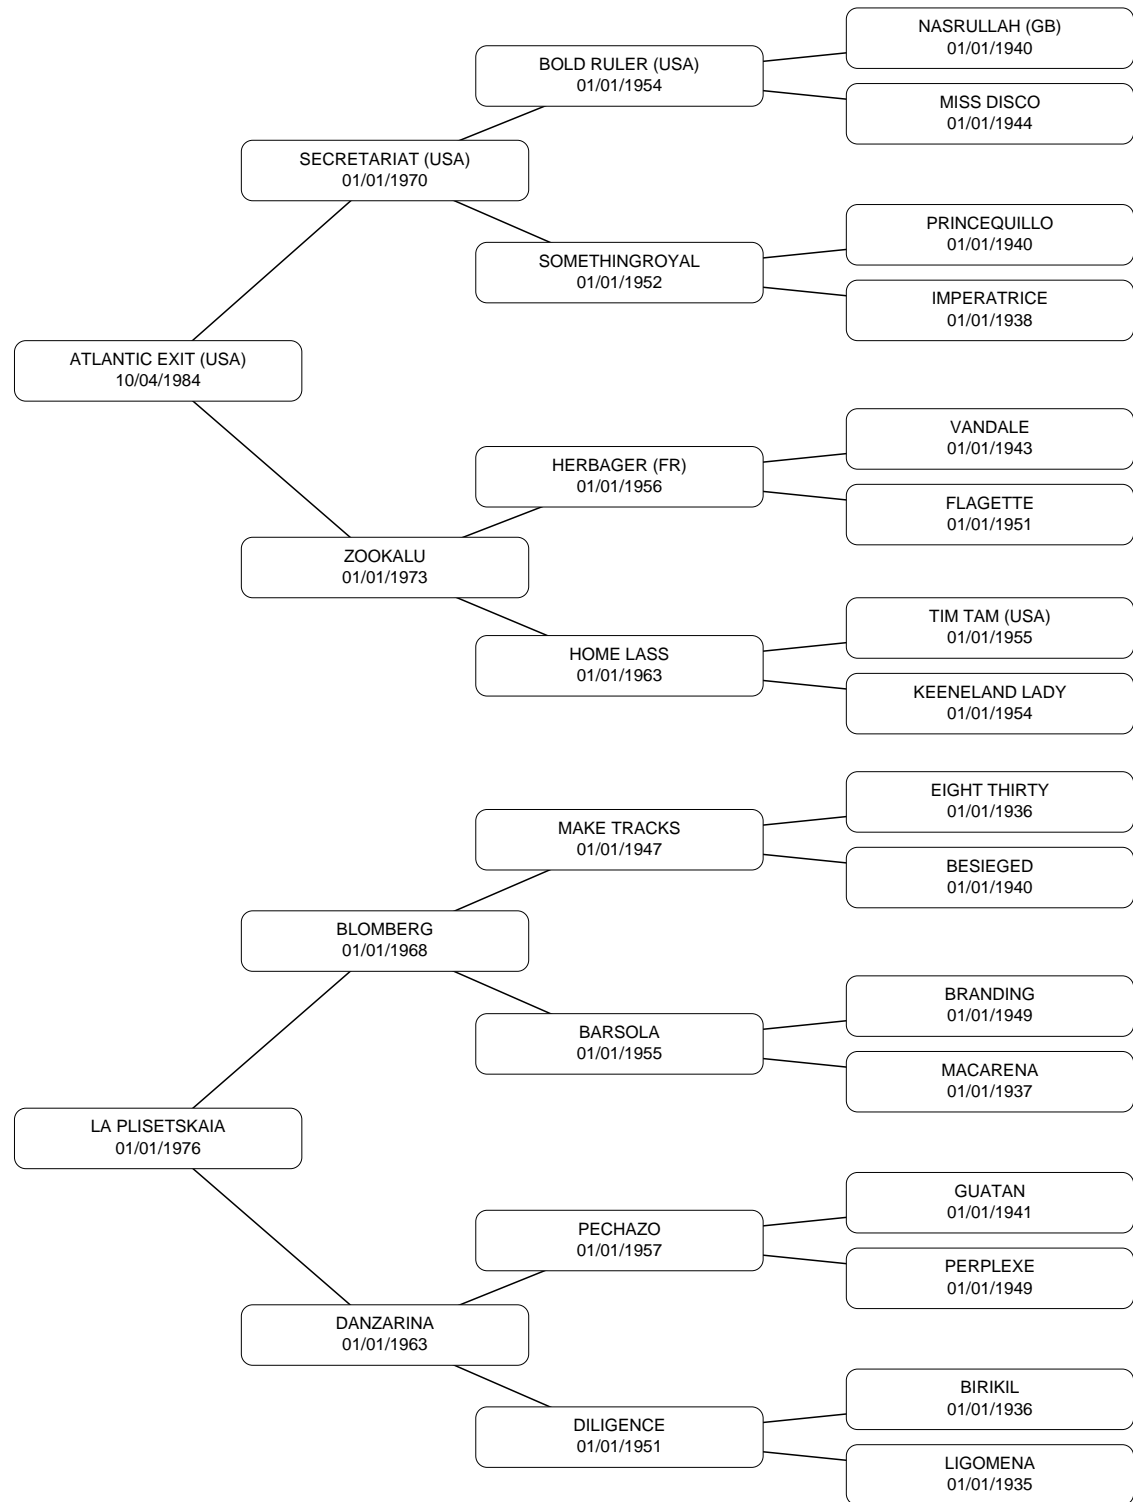 NASRULLAH (GB)
01/01/1940
BOLD RULER (USA)
01/01/1954
MISS DISCO
01/01/1944
SECRETARIAT (USA)
01/01/1970
PRINCEQUILLO
01/01/1940
SOMETHINGROYAL
01/01/1952
IMPERATRICE
01/01/1938
ATLANTIC EXIT (USA)
10/04/1984
VANDALE
01/01/1943
HERBAGER (FR)
01/01/1956
FLAGETTE
01/01/1951
ZOOKALU
01/01/1973
TIM TAM (USA)
01/01/1955
HOME LASS
01/01/1963
KEENELAND LADY
01/01/1954
EIGHT THIRTY
01/01/1936
MAKE TRACKS
01/01/1947
BESIEGED
01/01/1940
BLOMBERG
01/01/1968
BRANDING
01/01/1949
BARSOLA
01/01/1955
MACARENA
01/01/1937
LA PLISETSKAIA
01/01/1976
GUATAN
01/01/1941
PECHAZO
01/01/1957
PERPLEXE
01/01/1949
DANZARINA
01/01/1963
BIRIKIL
01/01/1936
DILIGENCE
01/01/1951
LIGOMENA
01/01/1935